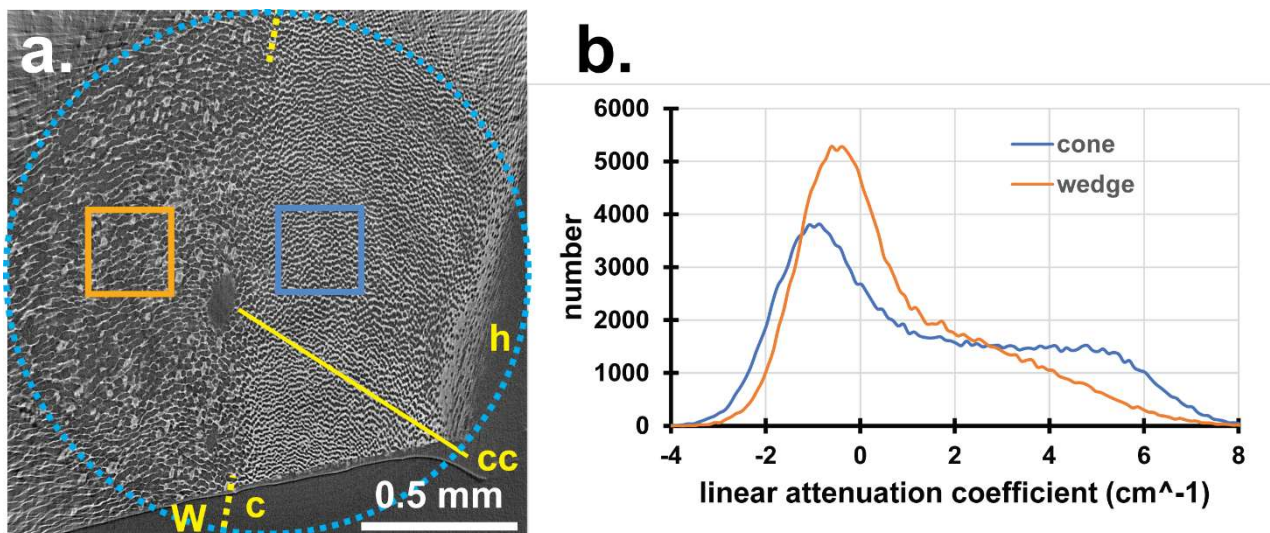 a.
h
cc
c
W
0.5 mm
b.
6000
5000
4000
3000
2000
1000
0
number
cone
wedge
-4
-2
0
2
4
6
8
linear attenuation coefficient (cm^-1)